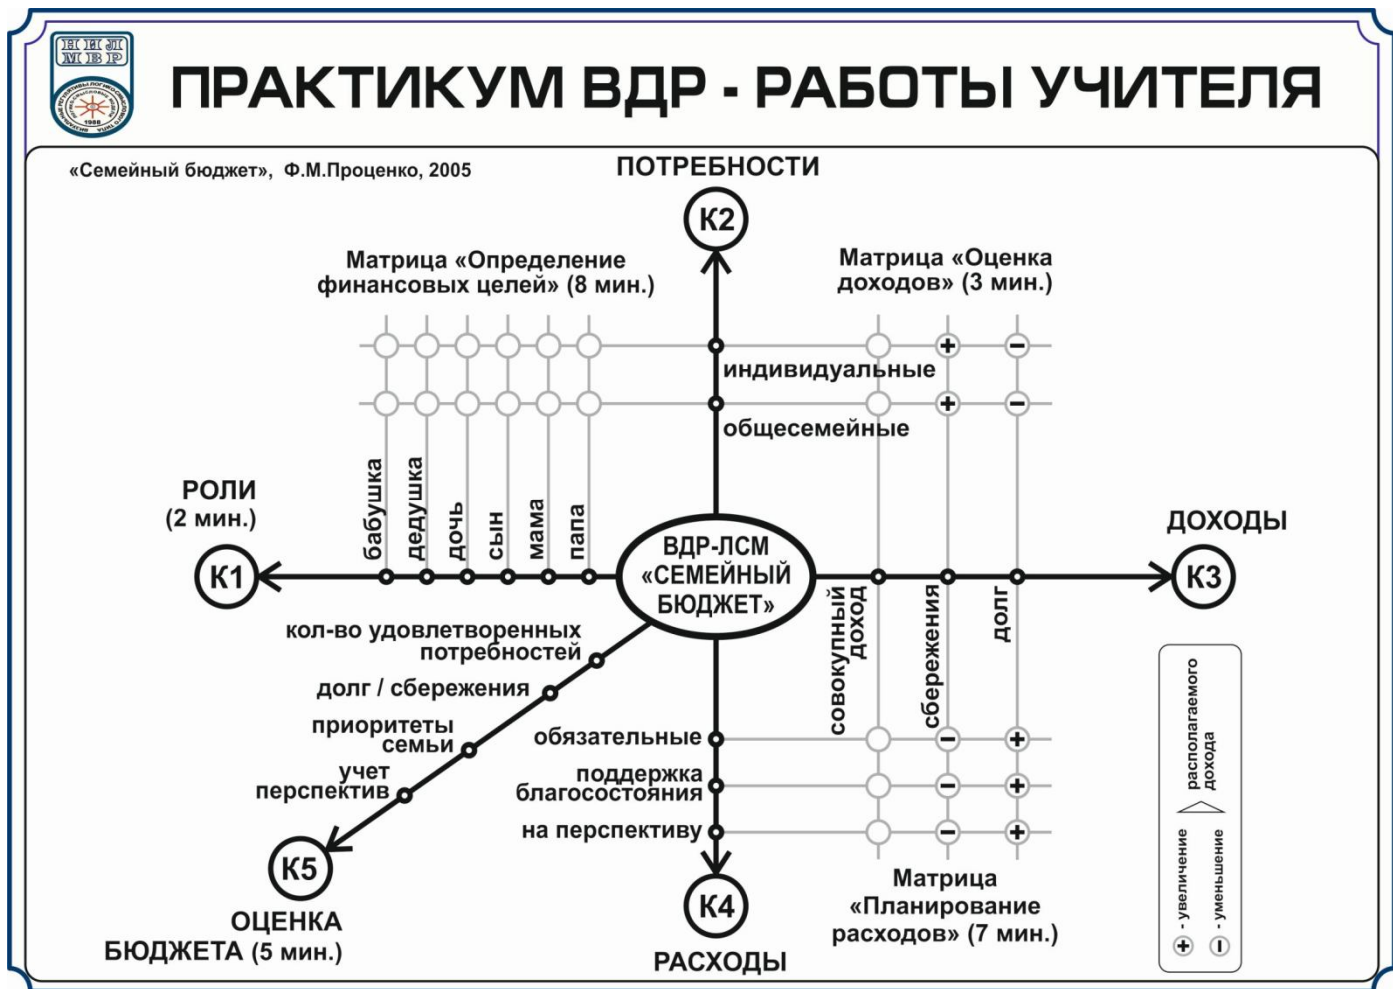 НИЛ
МВР
1988
ПРАКТИКУМ ВДР - РАБОТЫ УЧИТЕЛЯ
«Семейный бюджет», Ф.М.Проценко, 2005
ПОТРЕБНОСТИ
К2
Матрица «Определение
финансовых целей» (8 мин.)
Матрица «Оценка
доходов» (3 мин.)
+
-
индивидуальные
+
-
общесемейные
РОЛИ
(2 мин.)
К1
бабушка
дедушка
дочь
сын
мама
папа
ВДР-ЛСМ
«СЕМЕЙНЫЙ
БЮДЖЕТ»
ДОХОДЫ
К3
совокупный
доход
сбережения
долг
кол-во удовлетворенных
потребностей
долг / сбережения
приоритеты
семьи
учет
перспектив
К5
ОЦЕНКА
БЮДЖЕТА (5 мин.)
обязательные
-
+
поддержка
благосостояния
-
+
на перспективу
-
+
К4
РАСХОДЫ
Матрица
«Планирование
расходов» (7 мин.)
+ - увеличение
- - уменьшение
располагаемого
дохода